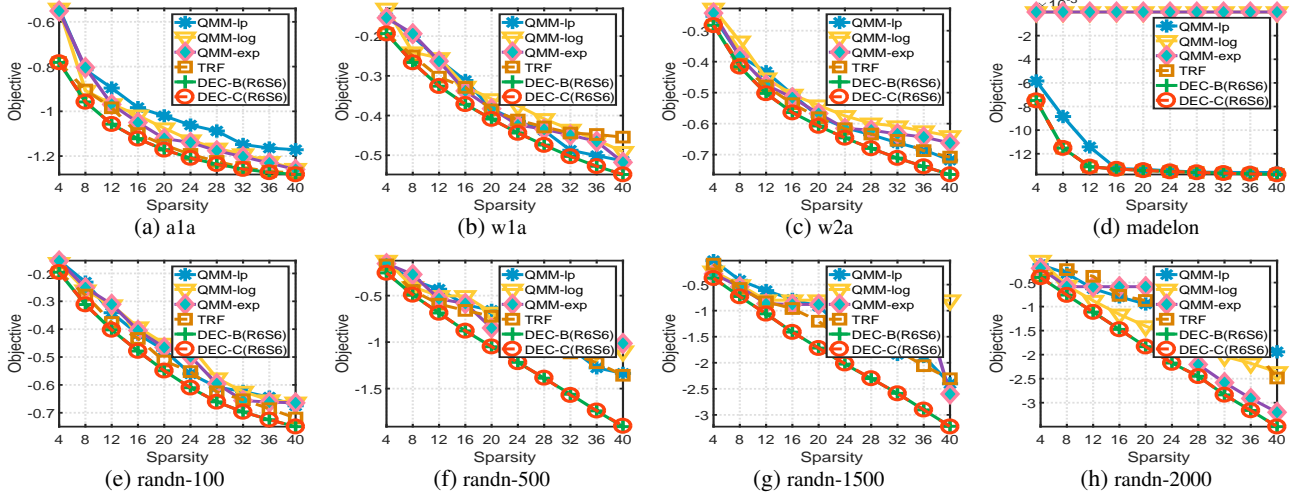 Objective
-0.6
-0.8
-1
-1.2
QMM-lp
QMM-log
QMM-exp
TRF
DEC-B(R6S6)
DEC-C(R6S6)
4 8 12 16 20 24 28 32 36 40
Sparsity
(a) a1a
Objective
-0.2
-0.3
-0.4
-0.5
QMM-lp
QMM-log
QMM-exp
TRF
DEC-B(R6S6)
DEC-C(R6S6)
4 8 12 16 20 24 28 32 36 40
Sparsity
(b) w1a
Objective
-0.3
-0.4
-0.5
-0.6
-0.7
QMM-lp
QMM-log
QMM-exp
TRF
DEC-B(R6S6)
DEC-C(R6S6)
4 8 12 16 20 24 28 32 36 40
Sparsity
(c) w2a
Objective
-2
-4
-6
-8
-10
-12
QMM-lp
QMM-log
QMM-exp
TRF
DEC-B(R6S6)
DEC-C(R6S6)
4 8 12 16 20 24 28 32 36 40
Sparsity
(d) madelon
Objective
-0.2
-0.3
-0.4
-0.5
-0.6
-0.7
QMM-lp
QMM-log
QMM-exp
TRF
DEC-B(R6S6)
DEC-C(R6S6)
4 8 12 16 20 24 28 32 36 40
Sparsity
(e) randn-100
Objective
-0.5
-1
-1.5
QMM-lp
QMM-log
QMM-exp
TRF
DEC-B(R6S6)
DEC-C(R6S6)
4 8 12 16 20 24 28 32 36 40
Sparsity
(f) randn-500
Objective
-0.5
-1
-1.5
-2
-2.5
-3
QMM-lp
QMM-log
QMM-exp
TRF
DEC-B(R6S6)
DEC-C(R6S6)
4 8 12 16 20 24 28 32 36 40
Sparsity
(g) randn-1500
Objective
-0.5
-1
-1.5
-2
-2.5
-3
QMM-lp
QMM-log
QMM-exp
TRF
DEC-B(R6S6)
DEC-C(R6S6)
4 8 12 16 20 24 28 32 36 40
Sparsity
(h) randn-2000